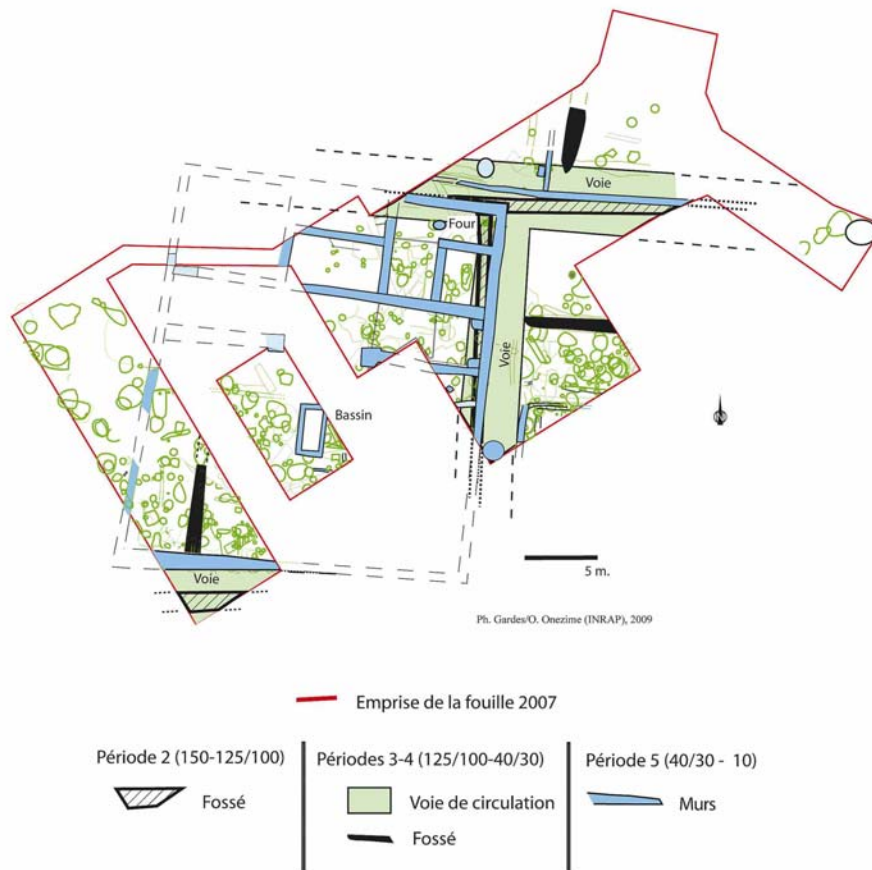 Voie
Four
Voie
Bassin
N
Voie
5 m.
Ph. Gardes/O. Onezime (INRAP), 2009
Emprise de la fouille 2007
Période 2 (150-125/100)
Fossé
Périodes 3-4 (125/100-40/30)
Voie de circulation
Fossé
Période 5 (40/30 - 10)
Murs